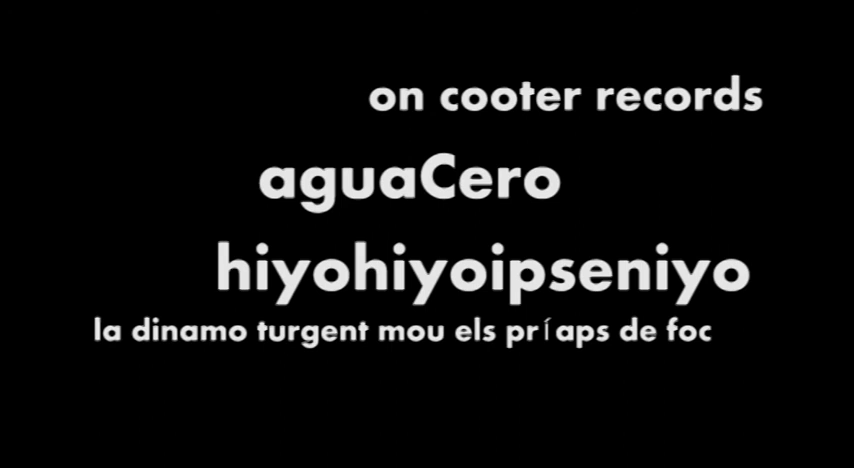 on cooter records
aguaCero
hiyohiyoipseniyo
la dinamo turgent mou els príaps de foc